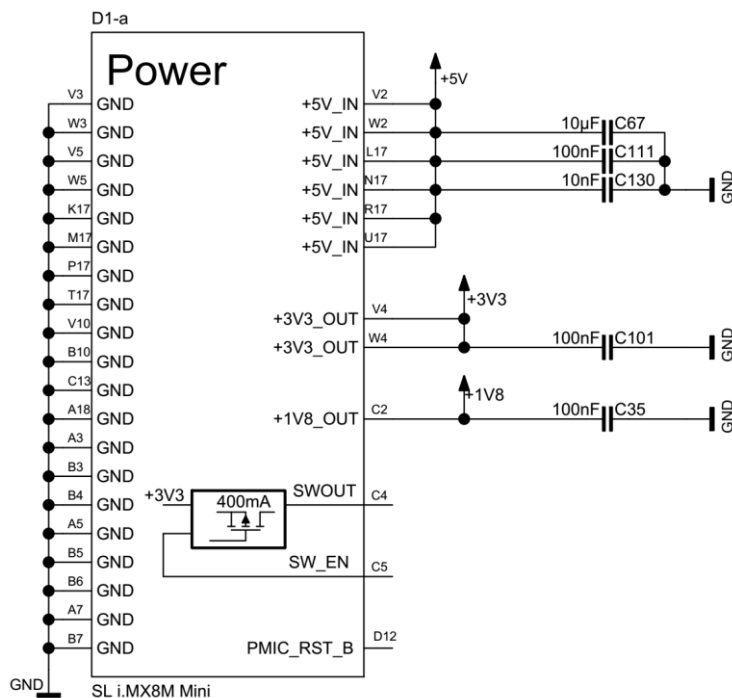 D1-a
Power
+5V
V3 GND +5V_IN V2
W3 GND +5V_IN W2 10µF C67
V5 GND +5V_IN L17 100nF C111
W5 GND +5V_IN N17 10nF C130 GND
K17 GND +5V_IN R17
M17 GND +5V_IN U17
P17 GND
+3V3
T17 GND +3V3_OUT V4
V10 GND +3V3_OUT W4 100nF C101 GND
B10 GND
C13 GND
+1V8
A18 GND +1V8_OUT C2 100nF C35 GND
A3 GND
B3 GND
B4 GND +3V3 400mA SWOUT C4
A5 GND
B5 GND SW_EN C5
B6 GND
A7 GND
B7 GND PMIC_RST_B D12
GND
SL i.MX8M Mini